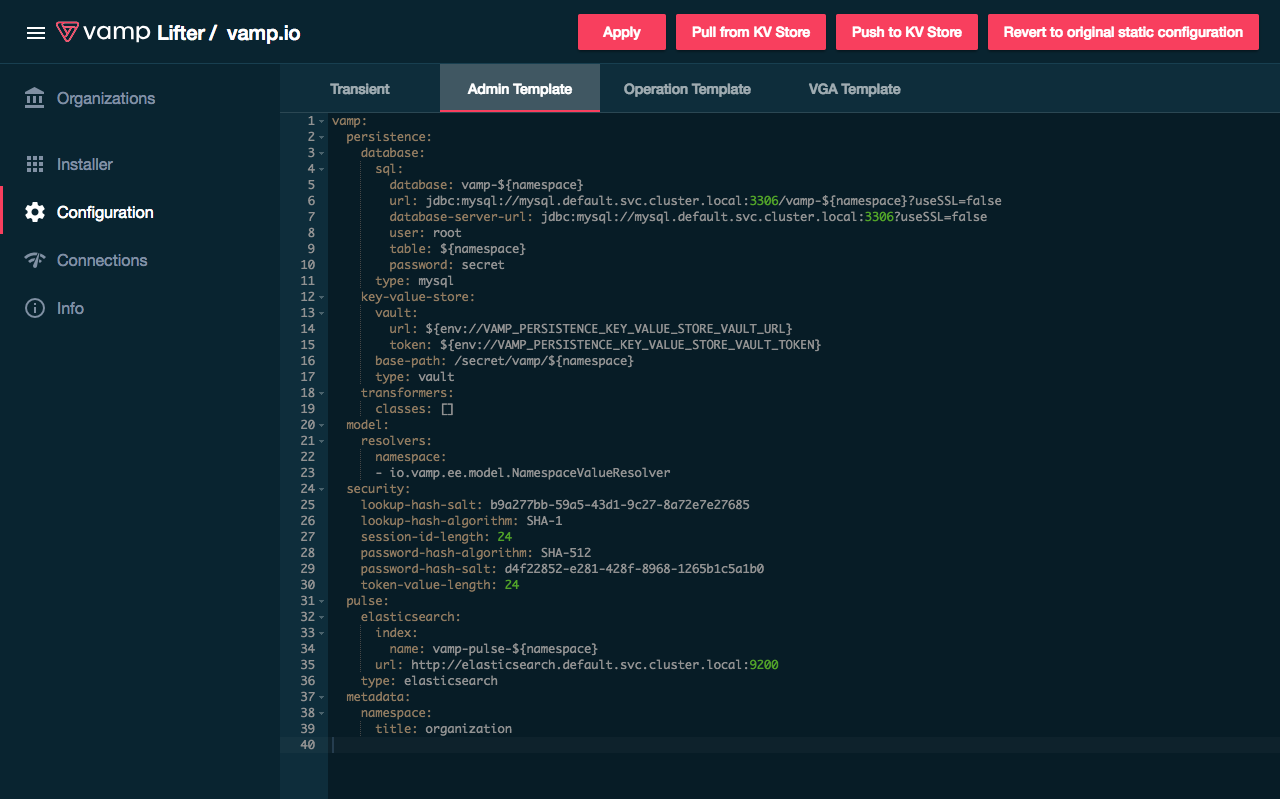 vamp Lifter / vamp.io
Apply
Pull from KV Store
Push to KV Store
Revert to original static configuration
Organizations
Installer
Configuration
Connections
Info
Transient
Admin Template
Operation Template
VGA Template
1 vamp:
2 persistence:
3 database:
4 sql:
5 database: vamp-${namespace}
6 url: jdbc:mysql://mysql.default.svc.cluster.local:3306/vamp-${namespace}?useSSL=false
7 database-server-url: jdbc:mysql://mysql.default.svc.cluster.local:3306?useSSL=false
8 user: root
9 table: ${namespace}
10 password: secret
11 type: mysql
12 key-value-store:
13 vault:
14 url: ${env://VAMP_PERSISTENCE_KEY_VALUE_STORE_VAULT_URL}
15 token: ${env://VAMP_PERSISTENCE_KEY_VALUE_STORE_VAULT_TOKEN}
16 base-path: /secret/vamp/${namespace}
17 type: vault
18 transformers:
19 classes: []
20 model:
21 resolvers:
22 namespace:
23 - io.vamp.ee.model.NamespaceValueResolver
24 security:
25 lookup-hash-salt: b9a277bb-59a5-43d1-9c27-8a72e7e27685
26 lookup-hash-algorithm: SHA-1
27 session-id-length: 24
28 password-hash-algorithm: SHA-512
29 password-hash-salt: d4f22852-e281-428f-8968-1265b1c5a1b0
30 token-value-length: 24
31 pulse:
32 elasticsearch:
33 index:
34 name: vamp-pulse-${namespace}
35 url: http://elasticsearch.default.svc.cluster.local:9200
36 type: elasticsearch
37 metadata:
38 namespace:
39 title: organization
40